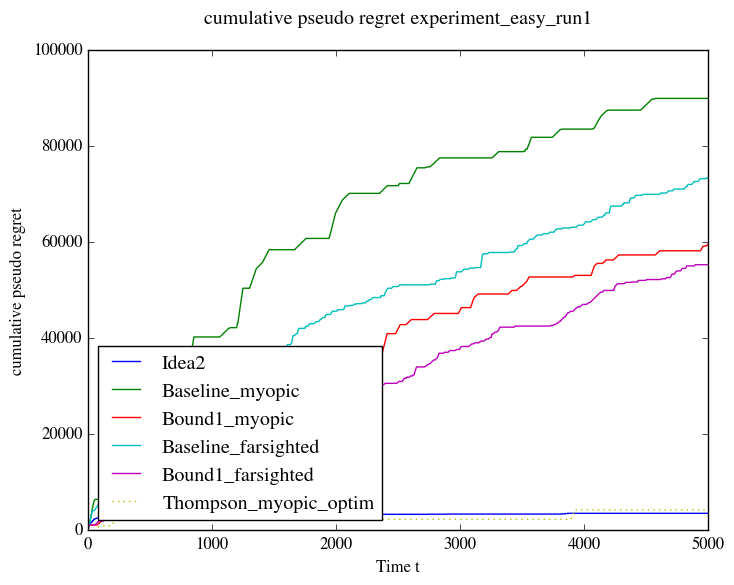 cumulative pseudo regret experiment_easy_run1
100000
80000
60000
40000
20000
0
cumulative pseudo regret
Idea2
Baseline_myopic
Bound1_myopic
Baseline_farsighted
Bound1_farsighted
Thompson_myopic_optim
0 1000 2000 3000 4000 5000
Time t